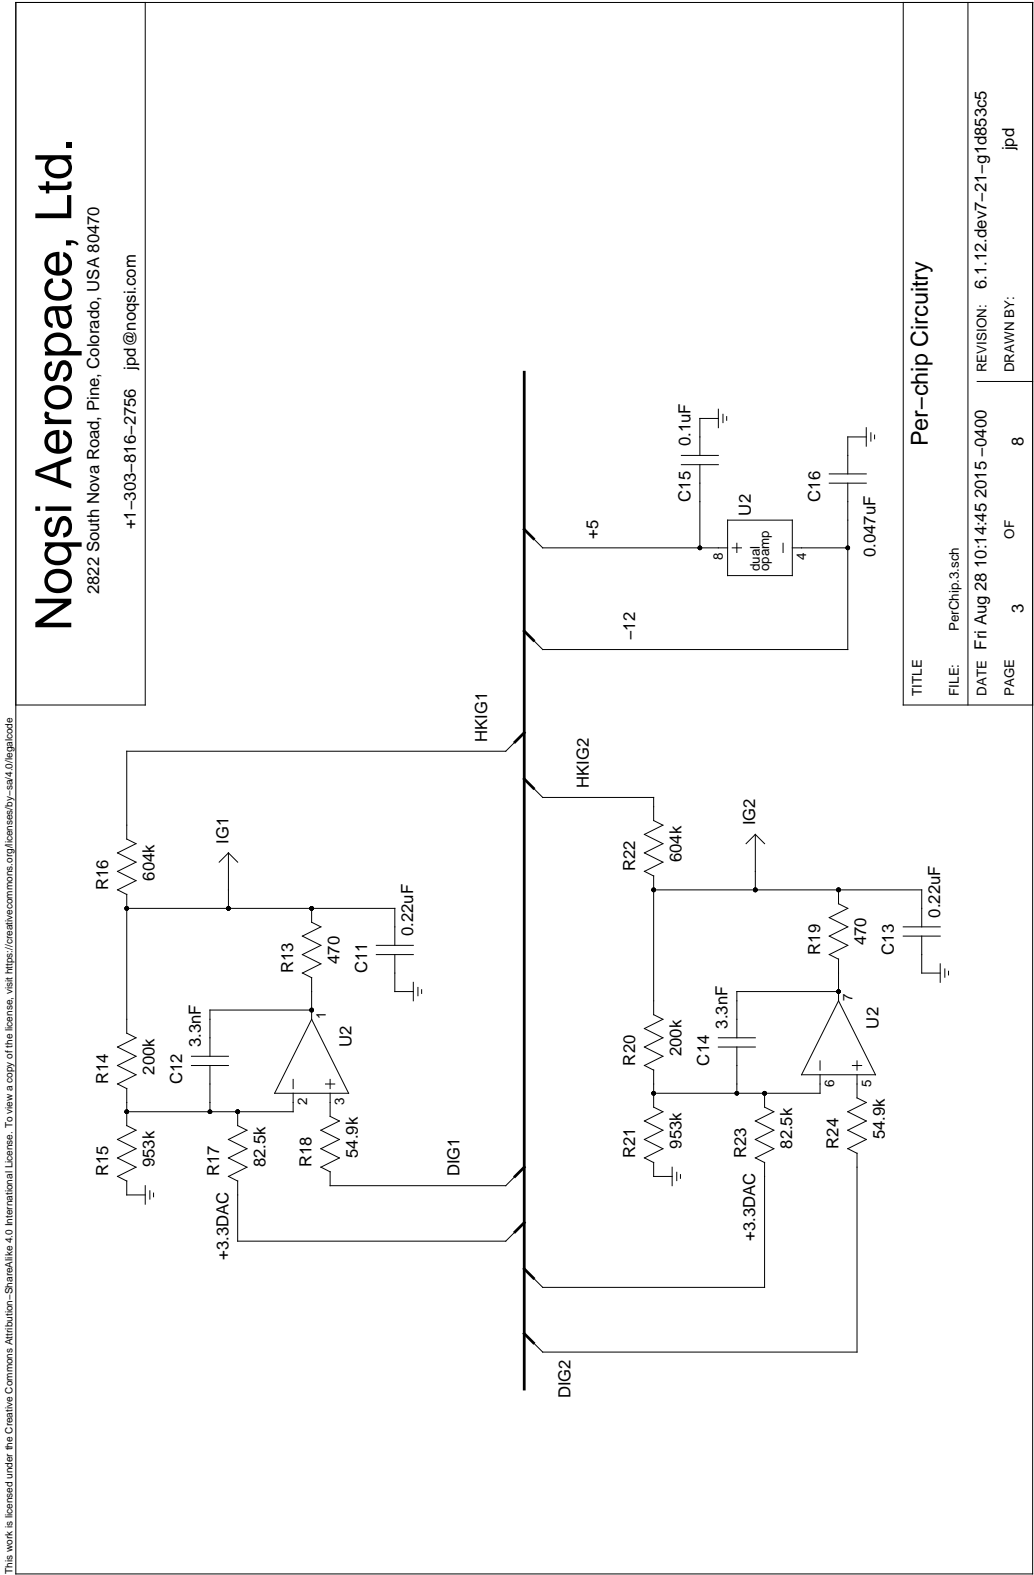 This work is licensed under the Creative Commons Attribution−ShareAlike 4.0 International License. To view a copy of the license, visit https://creativecommons.org/licenses/by−sa/4.0/legalcode
Noqsi Aerospace, Ltd.
2822 South Nova Road, Pine, Colorado, USA 80470
+1−303−816−2756 jpd@noqsi.com
R15
953k
R14
200k
R16
604k
C12
3.3nF
IG1
R17
82.5k
+3.3DAC
2
3
1
U2
R13
470
R18
54.9k
C11
0.22uF
DIG1
HKIG1
DIG2
HKIG2
+5
−12
R21
953k
R20
200k
R22
604k
C14
3.3nF
IG2
R23
82.5k
+3.3DAC
6
5
7
U2
R19
470
R24
54.9k
C13
0.22uF
C15
0.1uF
U2
8
+
dual
opamp
−
4
C16
0.047uF
TITLE
Per−chip Circuitry
FILE: PerChip.3.sch
DATE Fri Aug 28 10:14:45 2015 −0400
REVISION: 6.1.12.dev7−21−g1d853c5
PAGE 3 OF 8
DRAWN BY: jpd